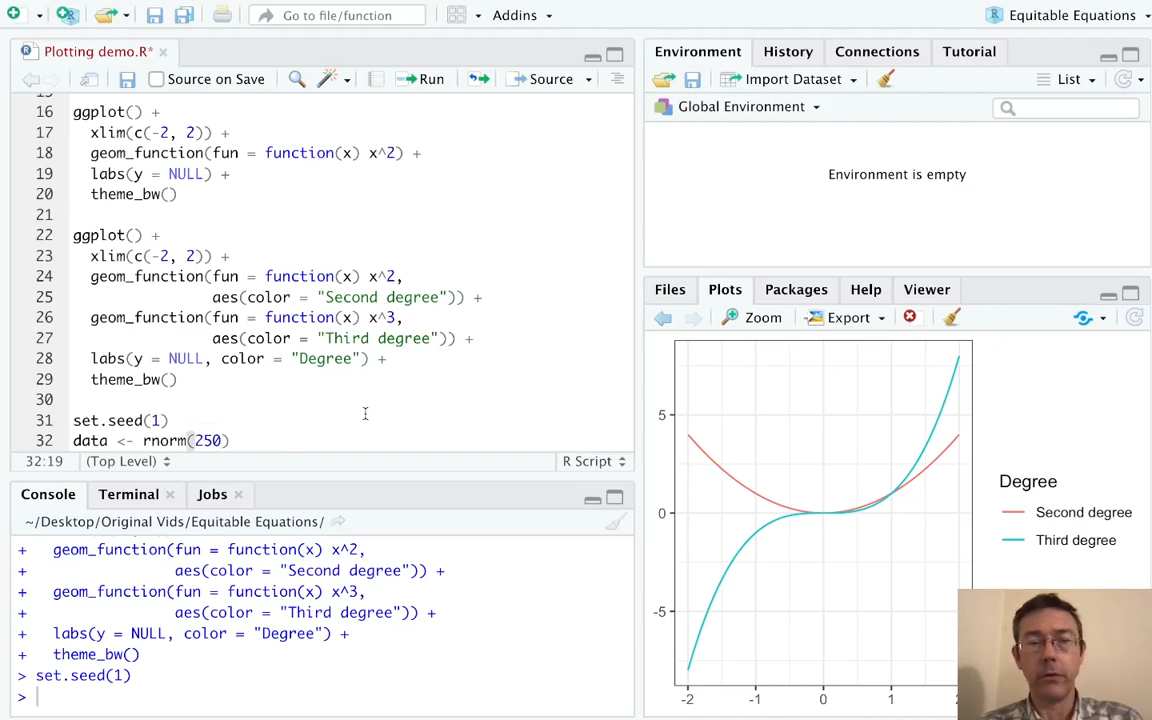 Go to file/function
Addins
Equitable Equations
Plotting demo.R*
Source on Save
Run
Source
16 ggplot() +
17 xlim(c(-2, 2)) +
18 geom_function(fun = function(x) x^2) +
19 labs(y = NULL) +
20 theme_bw()
21
22 ggplot() +
23 xlim(c(-2, 2)) +
24 geom_function(fun = function(x) x^2,
25 aes(color = "Second degree")) +
26 geom_function(fun = function(x) x^3,
27 aes(color = "Third degree")) +
28 labs(y = NULL, color = "Degree") +
29 theme_bw()
30
31 set.seed(1)
32 data <- rnorm(250)
32:19 (Top Level) R Script
Console Terminal Jobs
~/Desktop/Original Vids/Equitable Equations/
+ geom_function(fun = function(x) x^2,
+ aes(color = "Second degree")) +
+ geom_function(fun = function(x) x^3,
+ aes(color = "Third degree")) +
+ labs(y = NULL, color = "Degree") +
+ theme_bw()
> set.seed(1)
>
Environment History Connections Tutorial
Import Dataset List
Global Environment
Environment is empty
Files Plots Packages Help Viewer
Zoom Export
5
0
-5
-2 -1 0 1
Degree
Second degree
Third degree